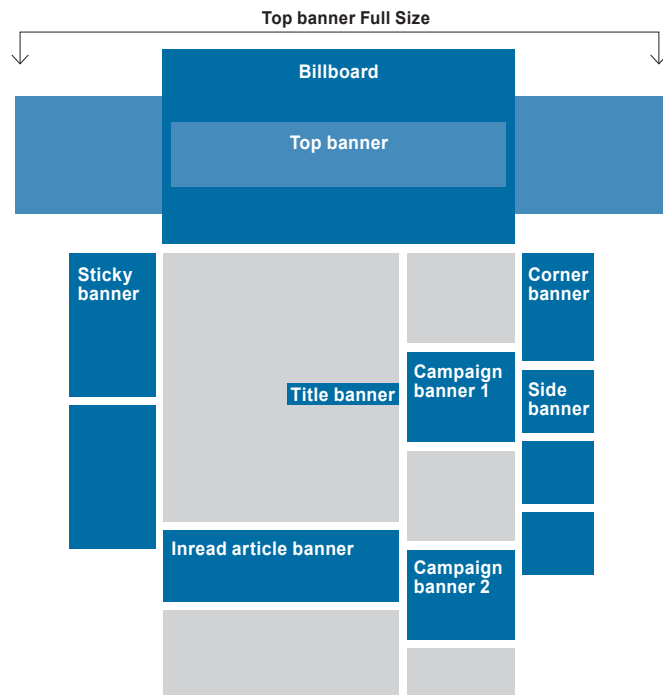 Top banner Full Size
Billboard
Top banner
Sticky
banner
Corner
banner
Campaign
banner 1
Title banner
Side
banner
Inread article banner
Campaign
banner 2